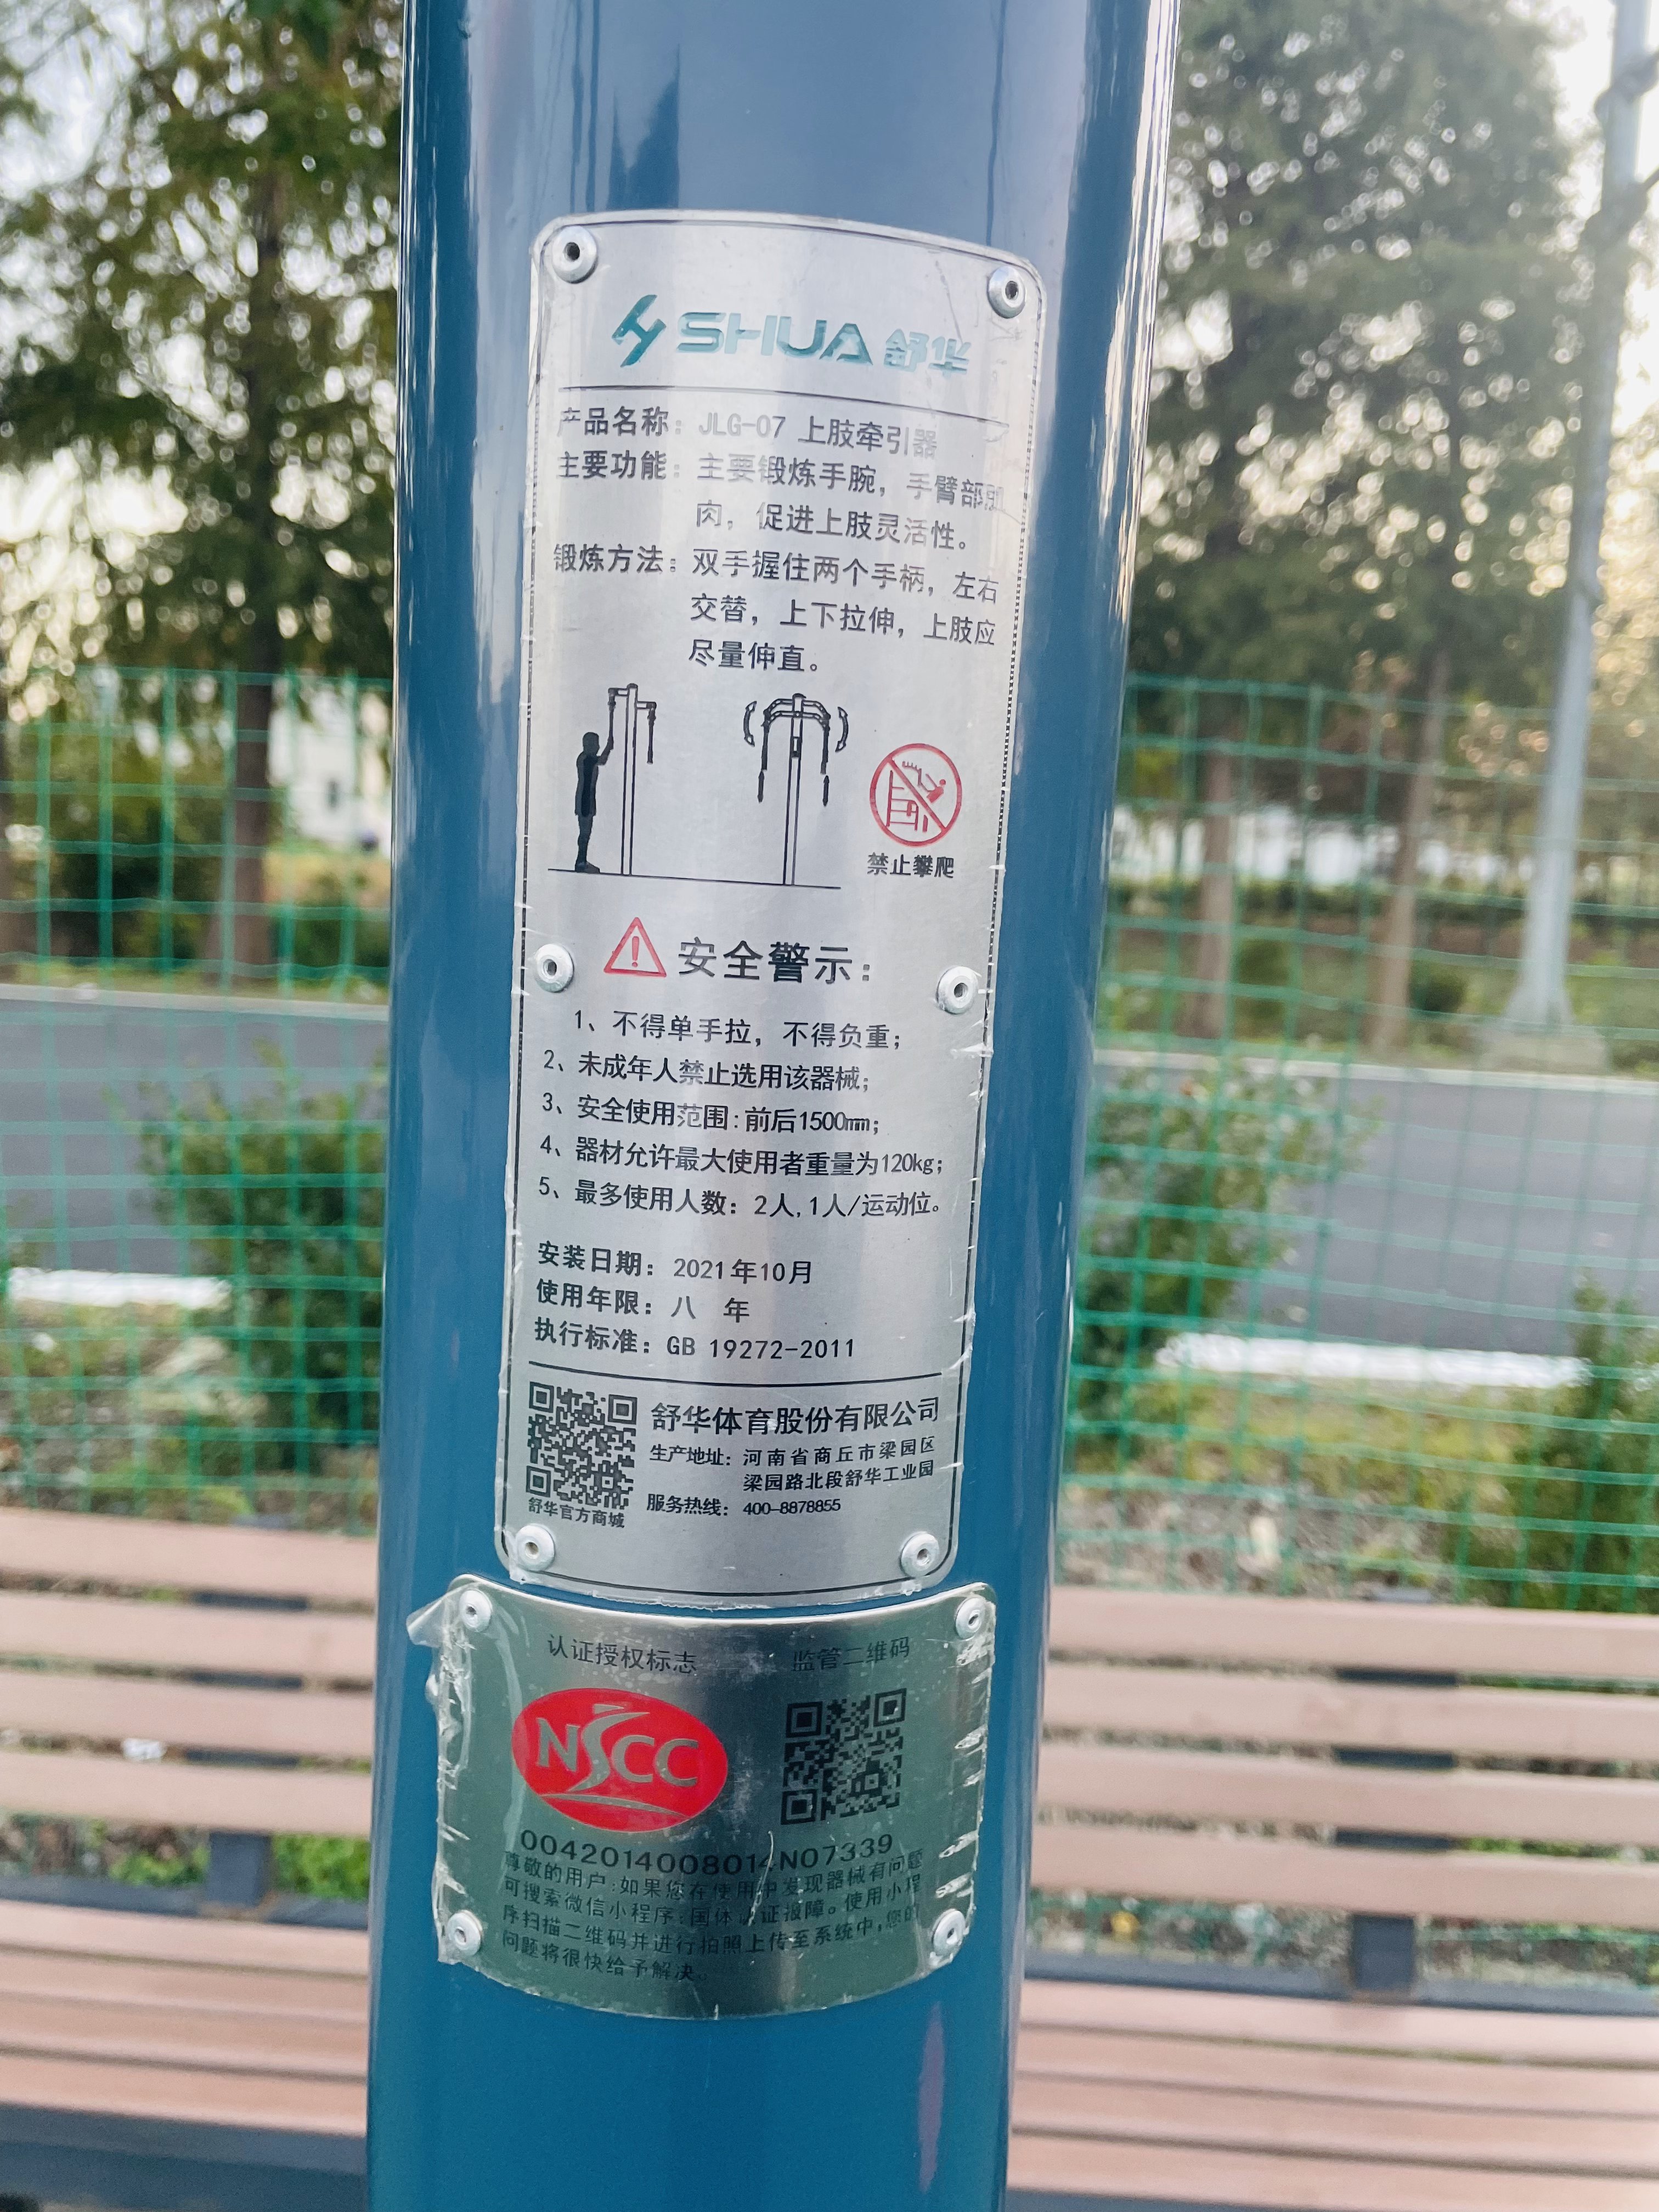 SHUA 舒华
产品名称：JLG-07 上肢牵引器
主要功能：主要锻炼手腕，手臂部肌
肉，促进上肢灵活性。
锻炼方法：双手握住两个手柄，左右
交替，上下拉伸，上肢应
尽量伸直。
禁止攀爬
安全警示：
1、不得单手拉，不得负重；
2、未成年人禁止选用该器械；
3、安全使用范围：前后1500mm；
4、器材允许最大使用者重量为120kg；
5、最多使用人数：2人,1人/运动位。
安装日期：2021年10月
使用年限：八 年
执行标准：GB 19272-2011
舒华体育股份有限公司
生产地址：河南省商丘市梁园区
梁园路北段舒华工业园
服务热线：400-8878855
舒华官方商城
认证授权标志 监管二维码
NSCC
0042014008014N07339
尊敬的用户：如果您在使用中发现器械有问题
可搜索微信小程序：国体认证报障。使用小程
序扫描二维码并进行拍照上传至系统中，您的
问题将很快给予解决。